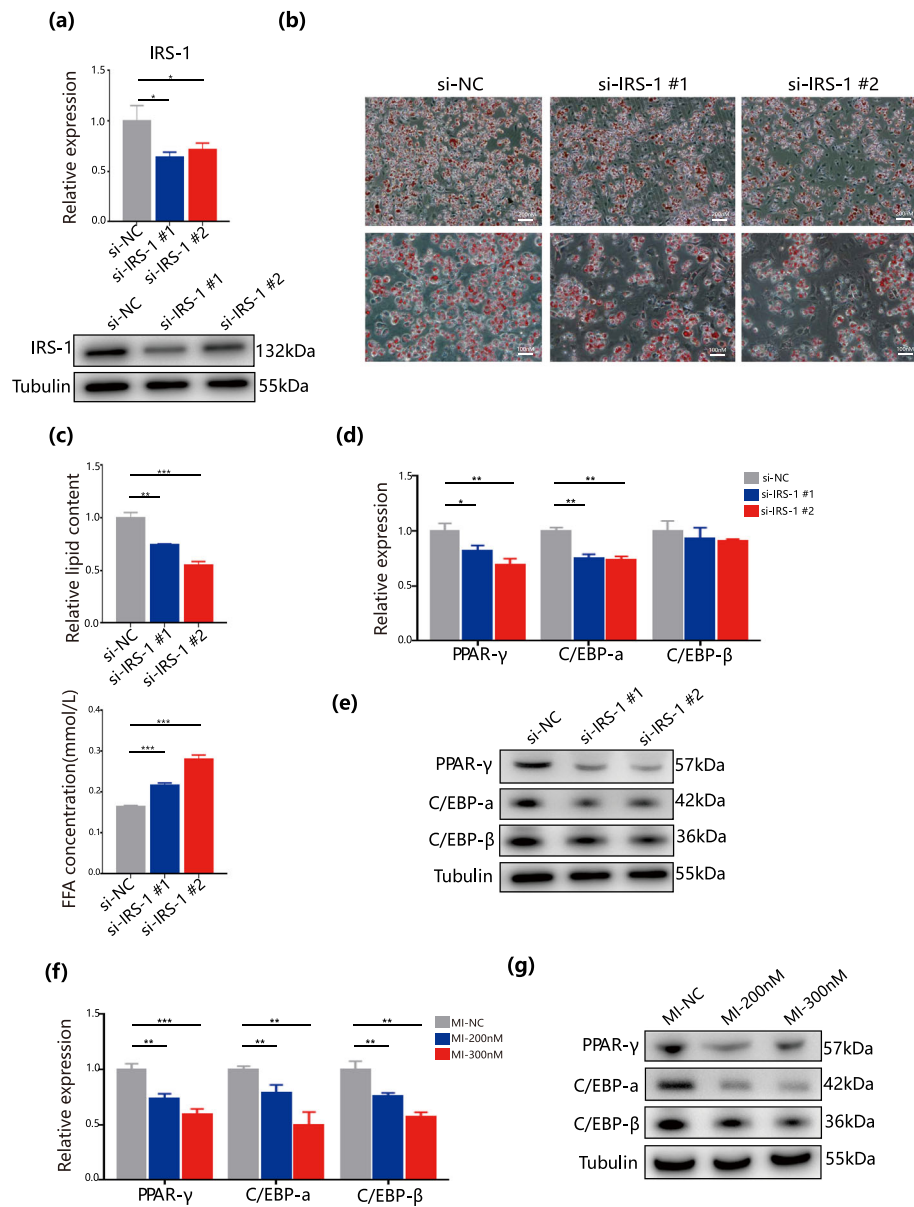 (a)
IRS-1
Relative expression
1.5
1.0
0.5
0.0
*
*
si-NC
si-IRS-1 #1
si-IRS-1 #2
si-NC
si-IRS-1 #1
si-IRS-1 #2
IRS-1
132kDa
Tubulin
55kDa
(b)
si-NC
si-IRS-1 #1
si-IRS-1 #2
200nM
200nM
200nM
100nM
100nM
100nM
(c)
Relative lipid content
1.5
1.0
0.5
0.0
***
**
si-NC
si-IRS-1 #1
si-IRS-1 #2
FFA concentration(mmol/L)
0.4
0.3
0.2
0.1
0.0
***
***
si-NC
si-IRS-1 #1
si-IRS-1 #2
(d)
Relative expression
1.5
1.0
0.5
0.0
**
*
**
**
si-NC
si-IRS-1 #1
si-IRS-1 #2
PPAR-γ
C/EBP-a
C/EBP-β
(e)
si-NC
si-IRS-1 #1
si-IRS-1 #2
PPAR-γ
57kDa
C/EBP-a
42kDa
C/EBP-β
36kDa
Tubulin
55kDa
(f)
Relative expression
1.5
1.0
0.5
0.0
***
**
**
**
**
**
MI-NC
MI-200nM
MI-300nM
PPAR-γ
C/EBP-a
C/EBP-β
(g)
MI-NC
MI-200nM
MI-300nM
PPAR-γ
57kDa
C/EBP-a
42kDa
C/EBP-β
36kDa
Tubulin
55kDa